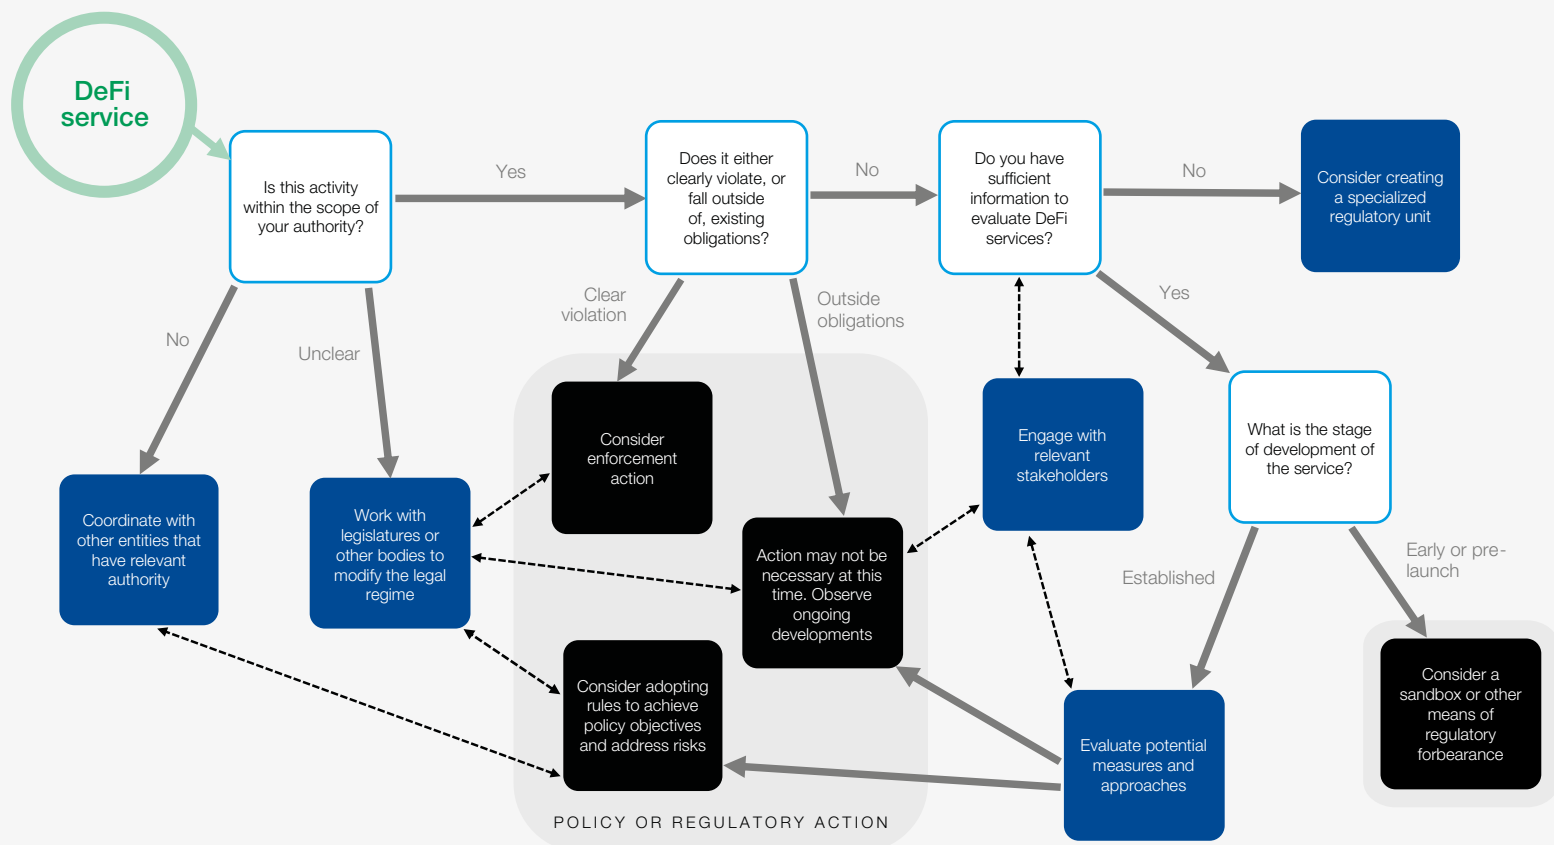 DeFi
service
Is this activity
within the scope of
your authority?
Yes
Does it either
clearly violate, or
fall outside
of, existing
obligations?
No
Do you have
sufficient
information to
evaluate DeFi
services?
No
Consider creating
a specialized
regulatory unit
No
Unclear
Clear
violation
Outside
obligations
Yes
Coordinate with
other entities that
have relevant
authority
Work with
legislatures or
other bodies to
modify the legal
regime
Consider
enforcement
action
Action may not be
necessary at this
time. Observe
ongoing
developments
Engage with
relevant
stakeholders
What is the stage
of development of
the service?
Established
Early or pre-
launch
Consider adopting
rules to achieve
policy objectives
and address risks
Evaluate potential
measures and
approaches
Consider a
sandbox or other
means of
regulatory
forbearance
POLICY OR REGULATORY ACTION